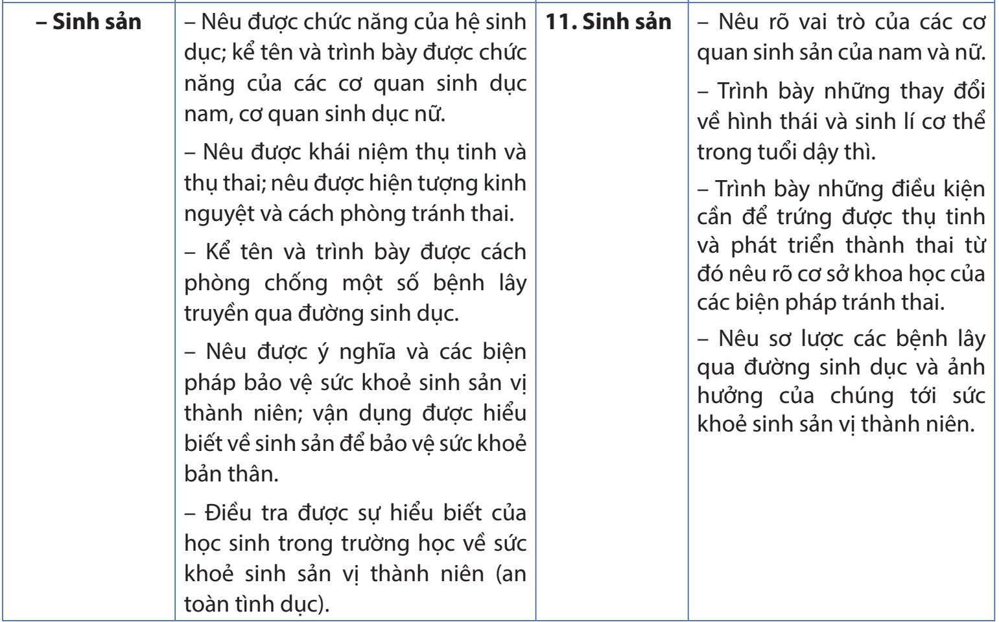 – Sinh sản
– Nêu được chức năng của hệ sinh
dục; kể tên và trình bày được chức
năng của các cơ quan sinh dục
nam, cơ quan sinh dục nữ.
– Nêu được khái niệm thụ tinh và
thụ thai; nêu được hiện tượng kinh
nguyệt và cách phòng tránh thai.
– Kể tên và trình bày được cách
phòng chống một số bệnh lây
truyền qua đường sinh dục.
– Nêu được ý nghĩa và các biện
pháp bảo vệ sức khoẻ sinh sản vị
thành niên; vận dụng được hiểu
biết về sinh sản để bảo vệ sức khoẻ
bản thân.
– Điều tra được sự hiểu biết của
học sinh trong trường học về sức
khoẻ sinh sản vị thành niên (an
toàn tình dục).
11. Sinh sản
– Nêu rõ vai trò của các cơ
quan sinh sản của nam và nữ.
– Trình bày những thay đổi
về hình thái và sinh lí cơ thể
trong tuổi dậy thì.
– Trình bày những điều kiện
cần để trứng được thụ tinh
và phát triển thành thai từ
đó nêu rõ cơ sở khoa học của
các biện pháp tránh thai.
– Nêu sơ lược các bệnh lây
qua đường sinh dục và ảnh
hưởng của chúng tới sức
khoẻ sinh sản vị thành niên.